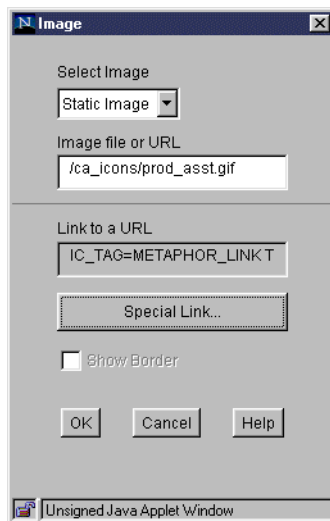 Image
Select Image
Static Image
Image file or URL
/ca_icons/prod_asst.gif
Link to a URL
IC_TAG=METAPHOR_LINK T
Special Link...
Show Border
OK Cancel Help
Unsigned Java Applet Window